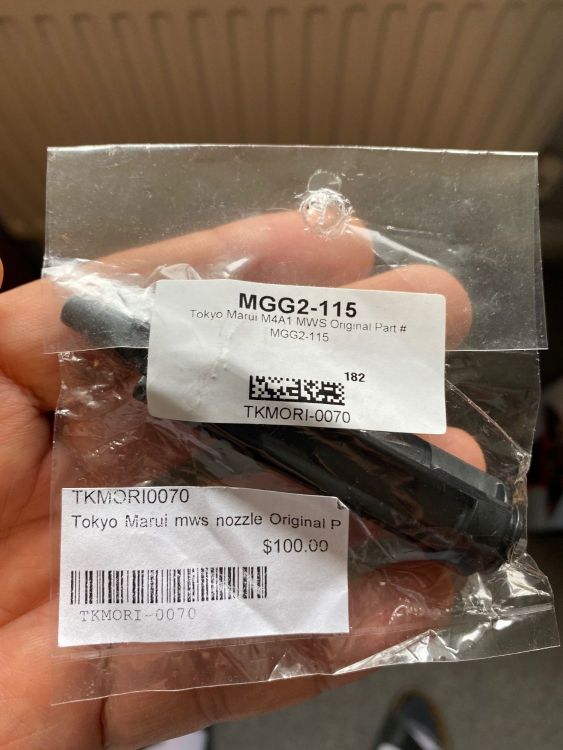 MGG2-115
Tokyo Marui M4A1 MWS Original Part #
MGG2-115
182
TKMORI-0070
TKMORI0070
Tokyo Marui mws nozzle Original P
$100.00
TKMORI-0070